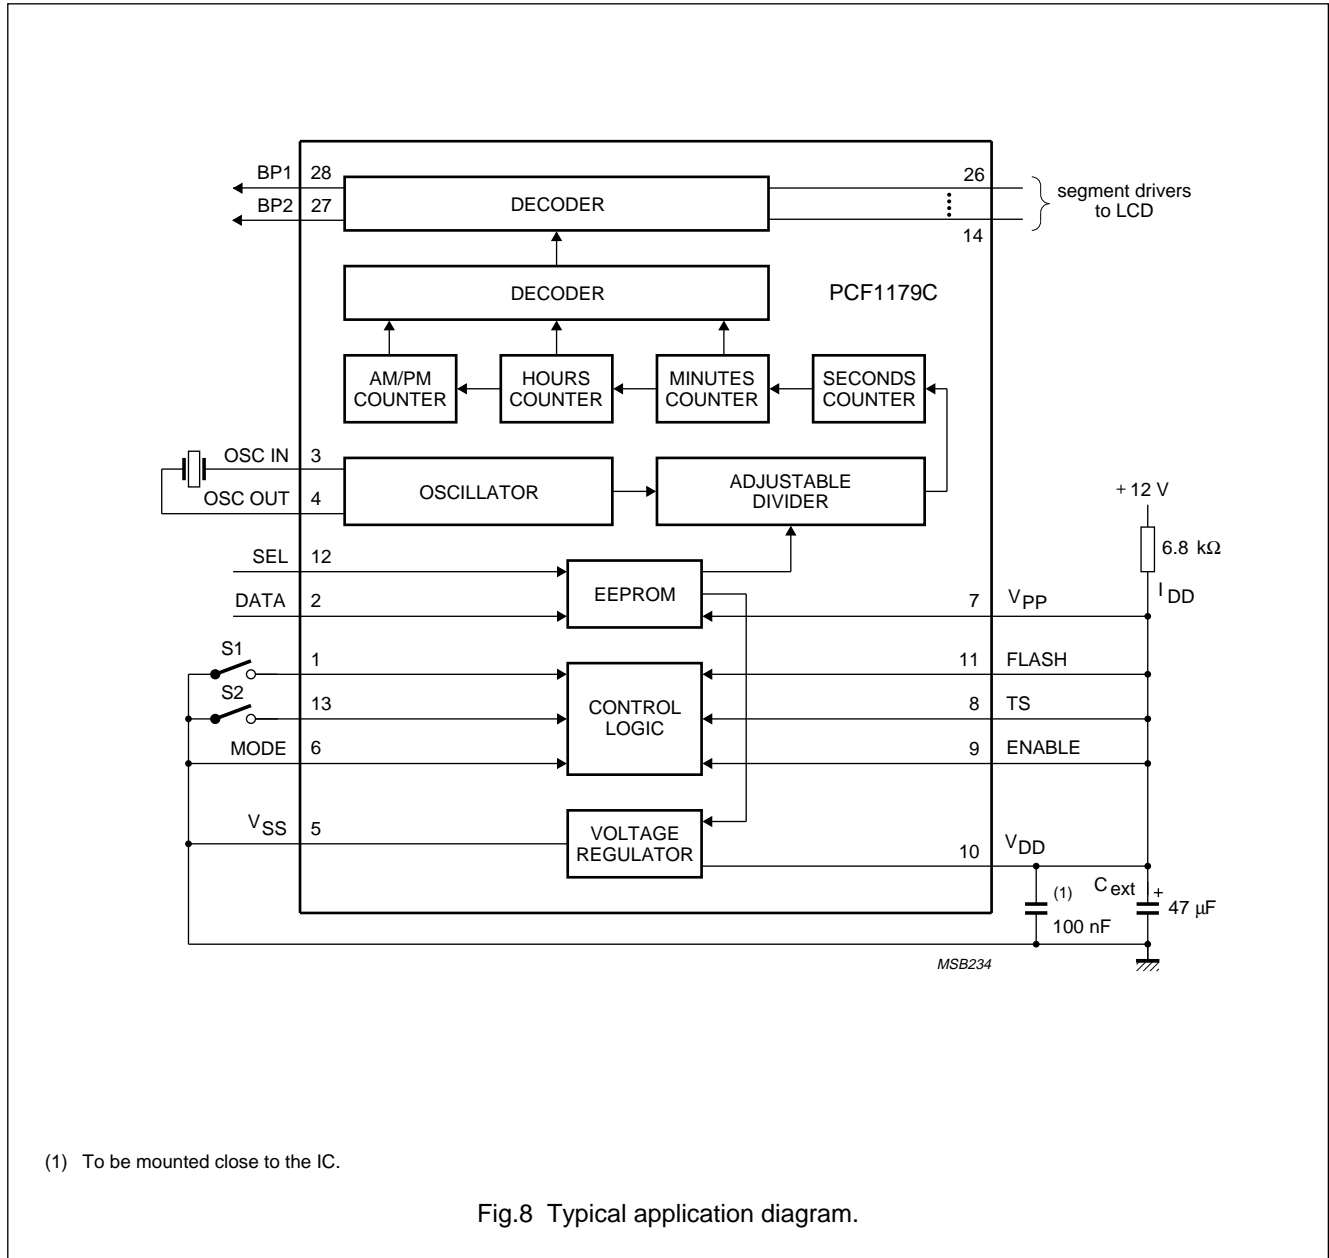 BP1 28
BP2 27
DECODER
26
14
segment drivers
to LCD
DECODER
PCF1179C
AM/PM
COUNTER
HOURS
COUNTER
MINUTES
COUNTER
SECONDS
COUNTER
OSC IN 3
OSC OUT 4
OSCILLATOR
ADJUSTABLE
DIVIDER
+ 12 V
6.8 kΩ
I DD
SEL 12
DATA 2
EEPROM
7 VPP
S1 1
S2 13
MODE 6
CONTROL
LOGIC
11 FLASH
8 TS
9 ENABLE
VSS 5
VOLTAGE
REGULATOR
10 VDD
(1)
100 nF
Cext +
47 μF
MSB234
(1) To be mounted close to the IC.
Fig.8 Typical application diagram.